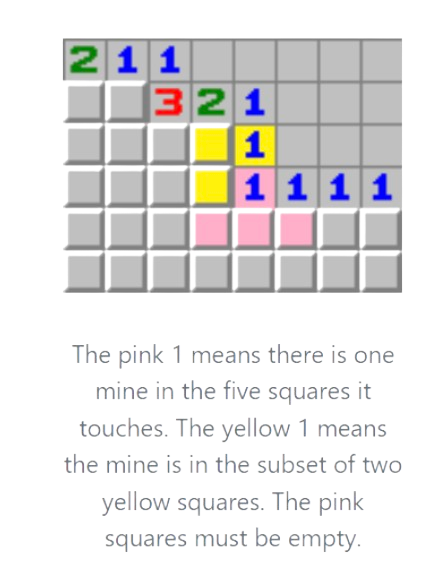 2 1 1
3 2 1
1
1 1 1 1
The pink 1 means there is one
mine in the five squares it
touches. The yellow 1 means
the mine is in the subset of two
yellow squares. The pink
squares must be empty.